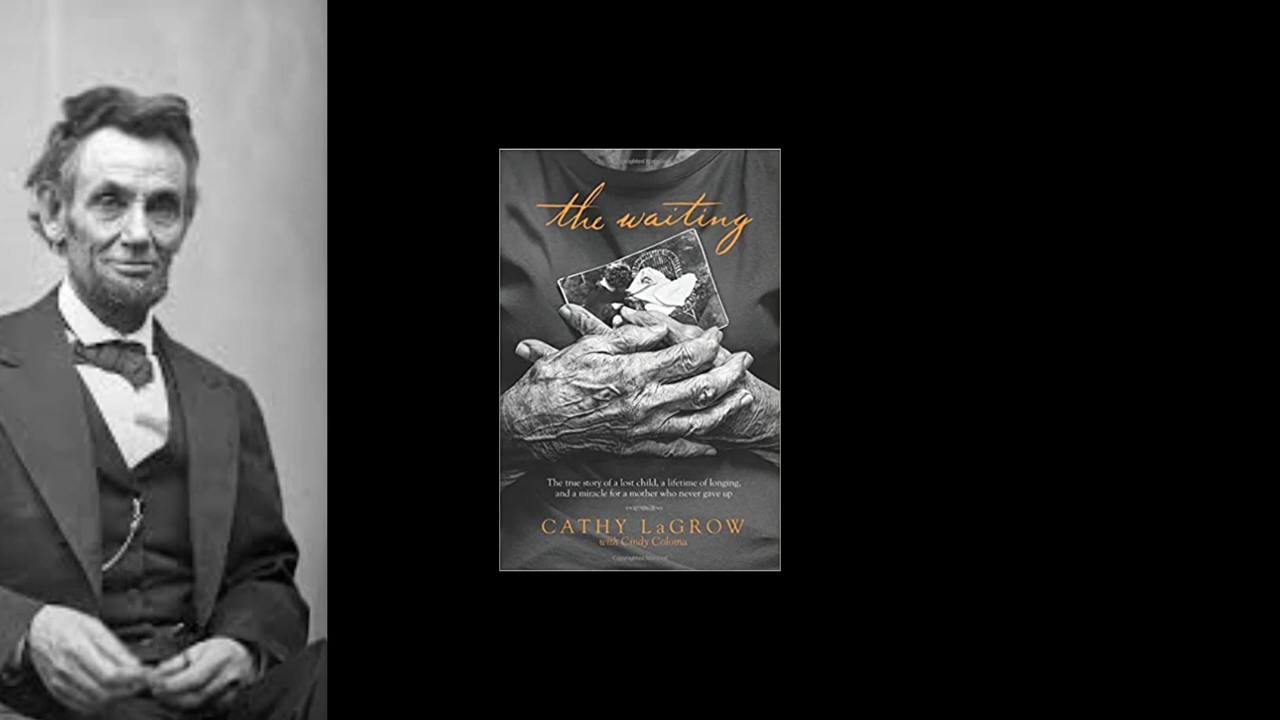 the waiting
The true story of a lost child, a lifetime of longing,
and a miracle for a mother who never gave up
CATHY LaGROW
with Cindy Coloma